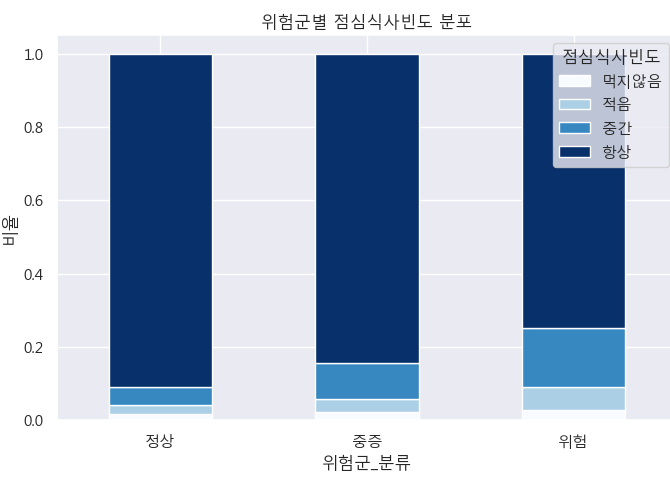 위험군별 점심식사빈도 분포
점심식사빈도
먹지않음
적음
중간
항상
비율
1.0
0.8
0.6
0.4
0.2
0.0
정상
중증
위험
위험군_분류